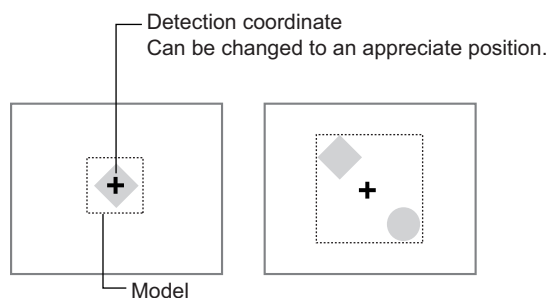 Detection coordinate
Can be changed to an appreciate position.
Model